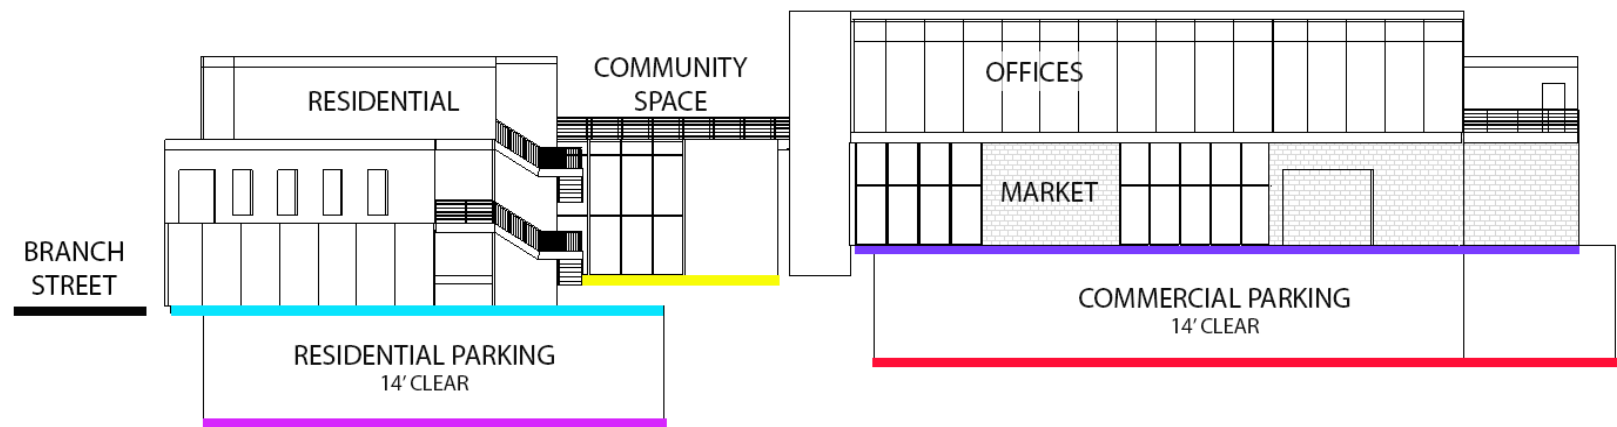 RESIDENTIAL
COMMUNITY
SPACE
OFFICES
MARKET
BRANCH
STREET
RESIDENTIAL PARKING
14' CLEAR
COMMERCIAL PARKING
14' CLEAR